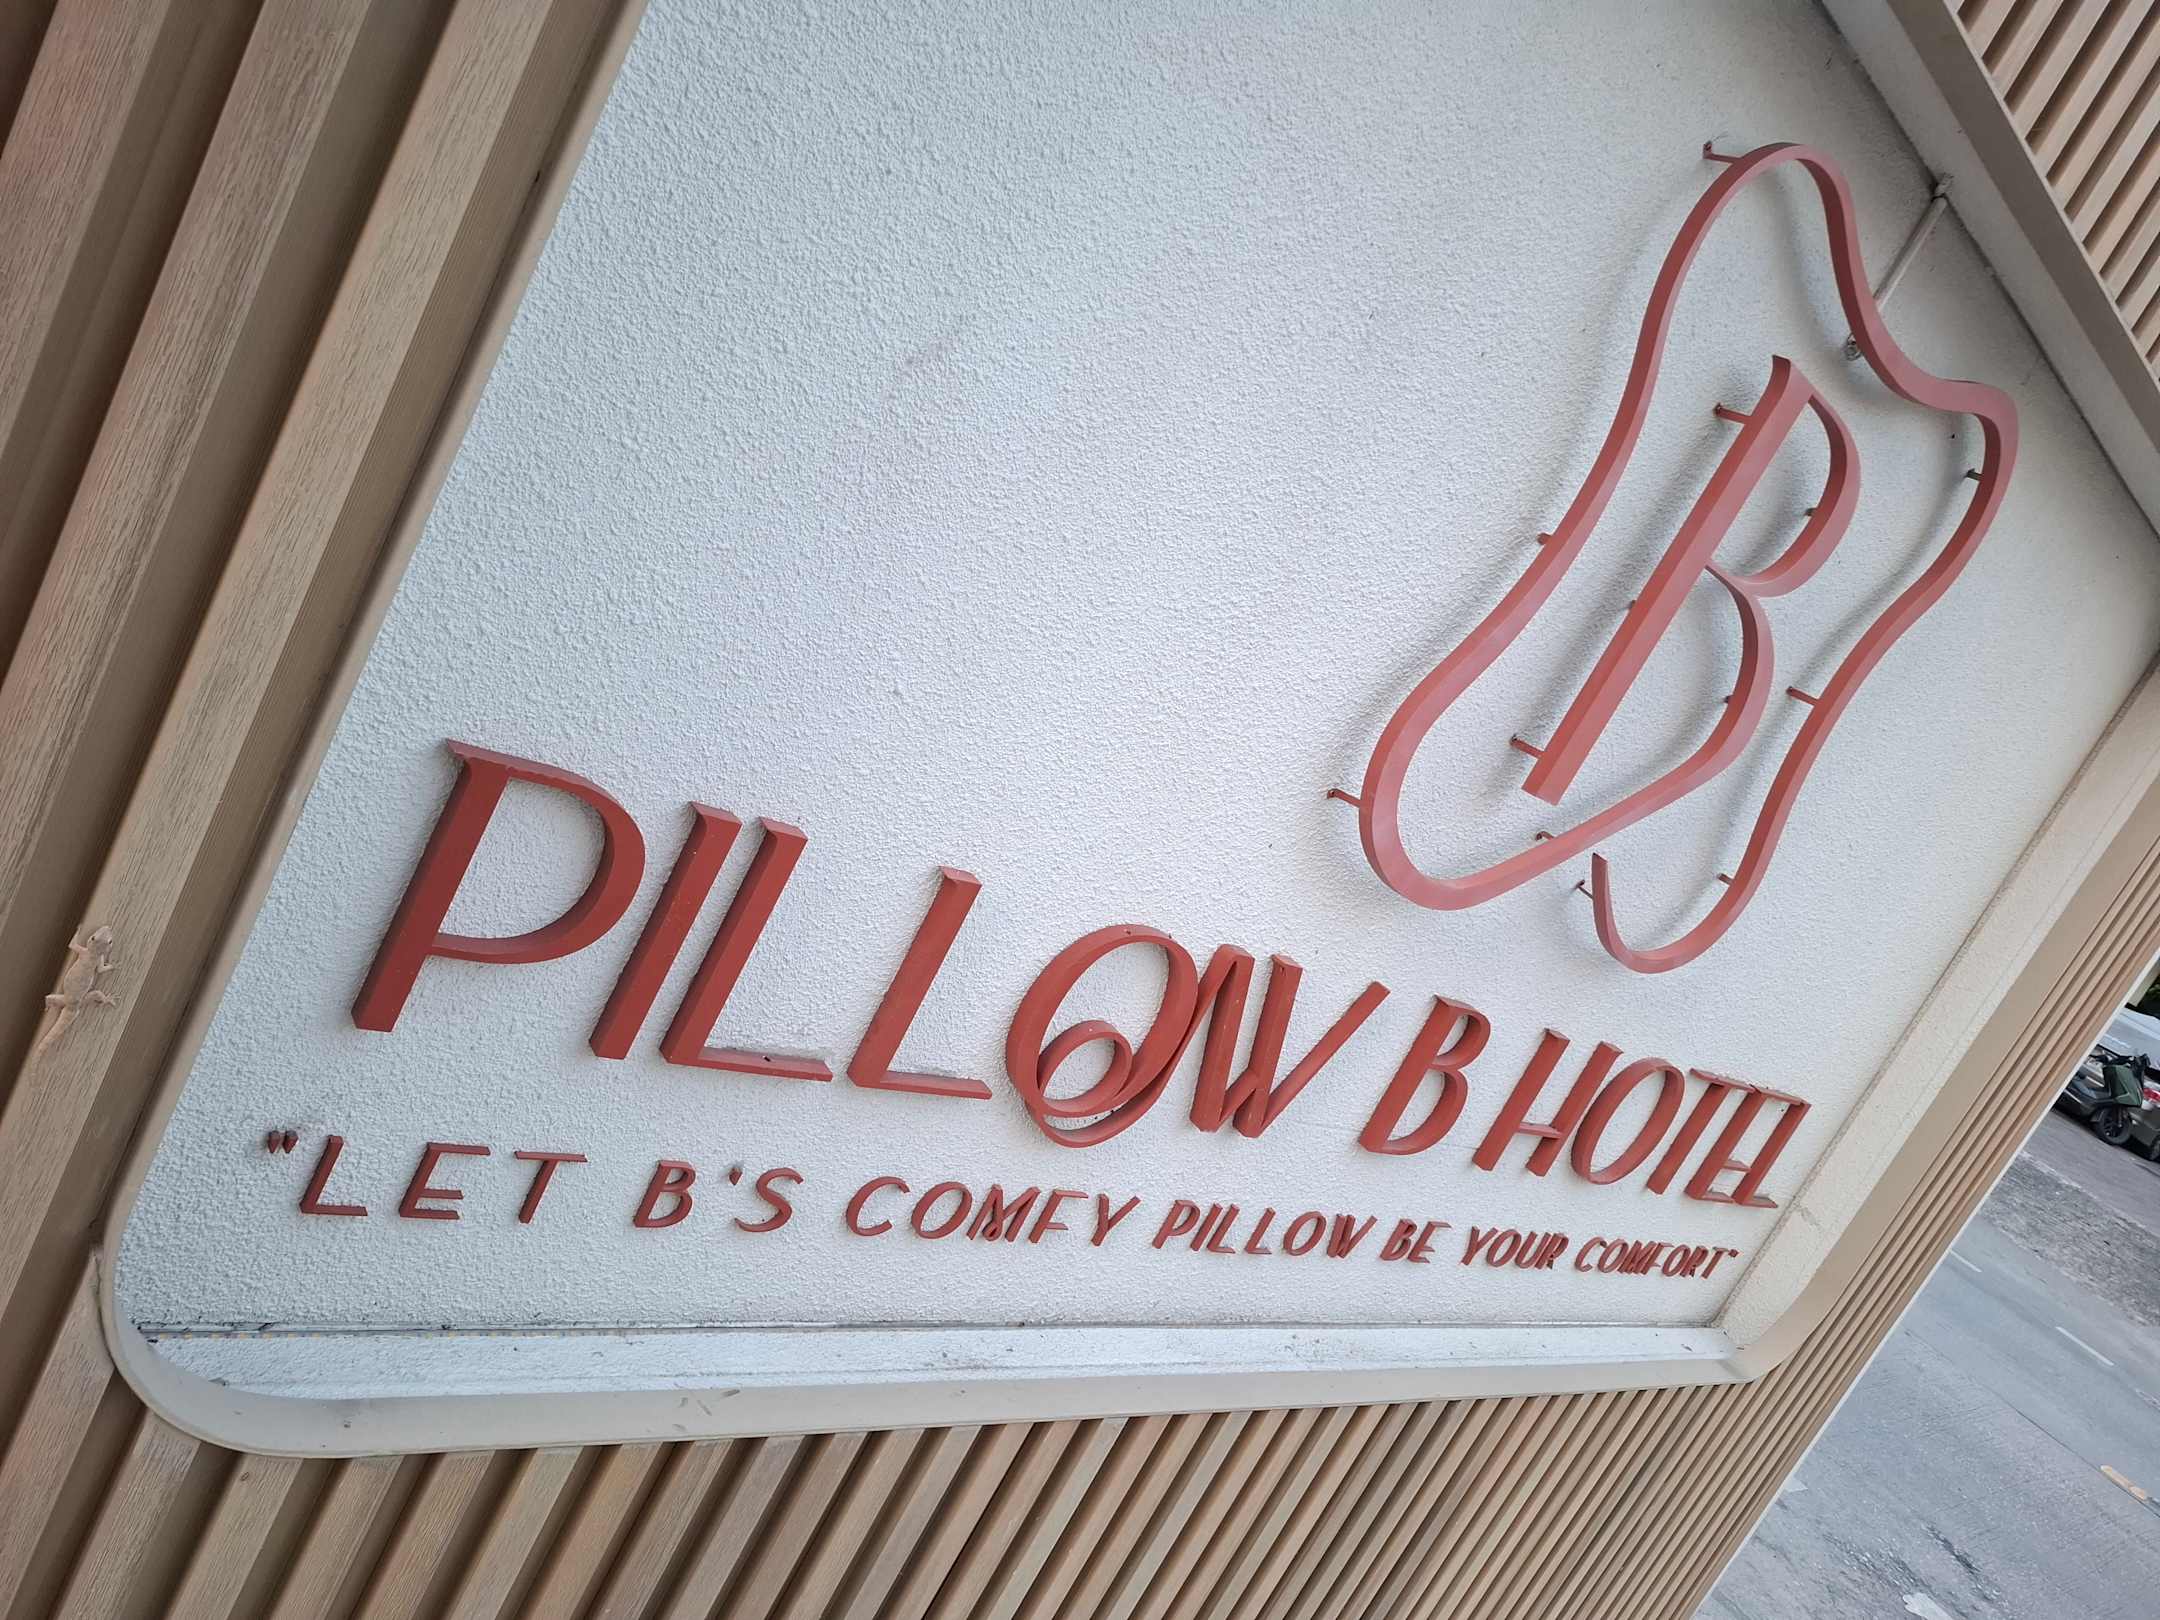 B
PILLOW B HOTEL
"LET B'S COMFY PILLOW BE YOUR COMFORT"